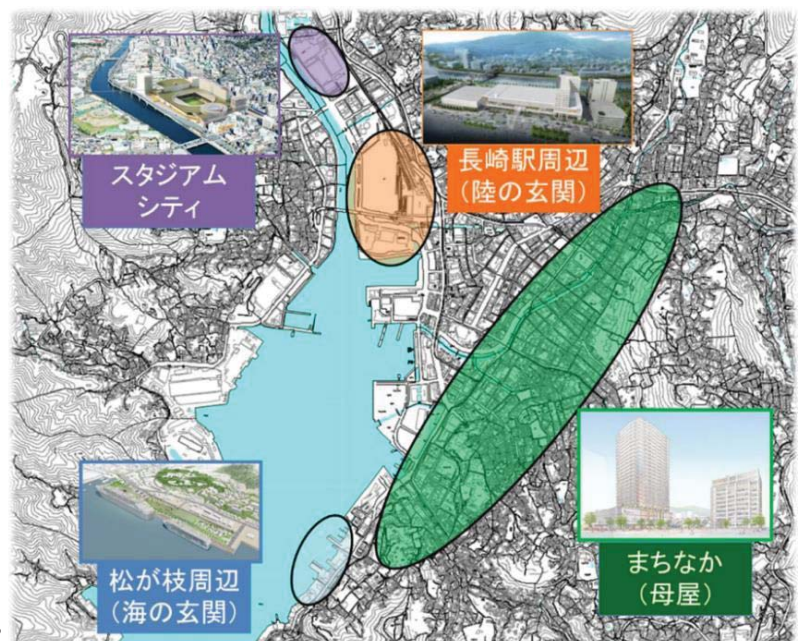 スタジアム
シティ
長崎駅周辺
（陸の玄関）
松が枝周辺
（海の玄関）
まちなか
（母屋）